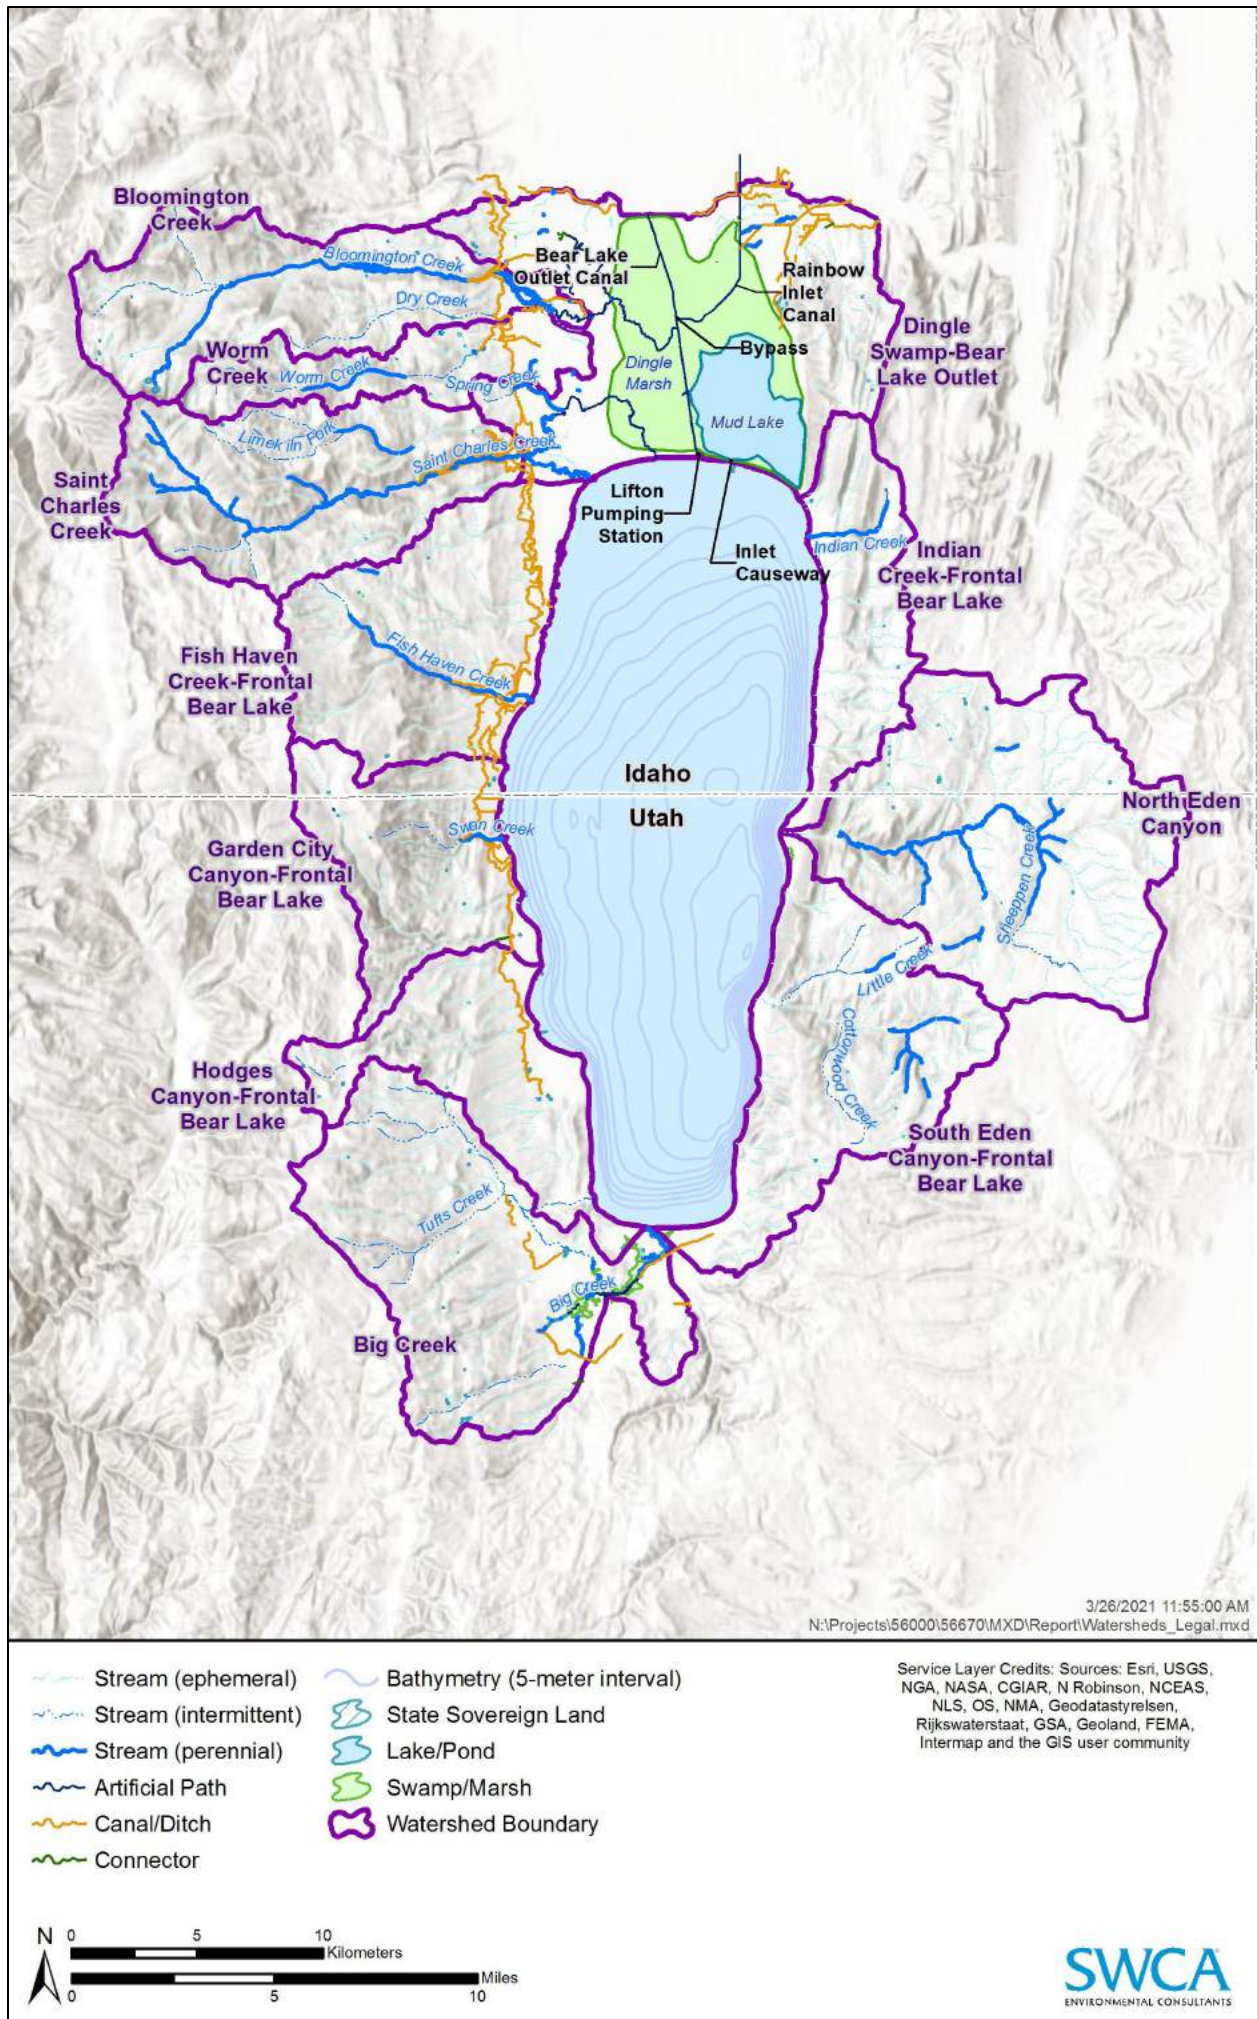 Bloomington
Creek
Bloomington Creek
Bear Lake
Outlet Canal
Rainbow
Inlet
Canal
Dry Creek
Dingle
Swamp-Bear
Lake Outlet
Worm
Creek
Worm Creek
Spring Creek
Bypass
Dingle
Marsh
Mud Lake
Limekiln Fork
Saint Charles Creek
Saint
Charles
Creek
Lifton
Pumping
Station
Inlet
Causeway
Indian Creek
Indian
Creek-Frontal
Bear Lake
Fish Haven Creek
Fish Haven
Creek-Frontal
Bear Lake
Idaho
Utah
North Eden
Canyon
Swan Creek
Garden City
Canyon-Frontal
Bear Lake
Sheeppen Creek
Little Creek
Cottonwood Creek
Hodges
Canyon-Frontal
Bear Lake
South Eden
Canyon-Frontal
Bear Lake
Tufts Creek
Big Creek
Big Creek
3/26/2021 11:55:00 AM
N:\Projects\56000\56670\MXD\Report\Watersheds_Legal.mxd
Stream (ephemeral)
Stream (intermittent)
Stream (perennial)
Artificial Path
Canal/Ditch
Connector
Bathymetry (5-meter interval)
State Sovereign Land
Lake/Pond
Swamp/Marsh
Watershed Boundary
Service Layer Credits: Sources: Esri, USGS,
NGA, NASA, CGIAR, N Robinson, NCEAS,
NLS, OS, NMA, Geodatastyrelsen,
Rijkswaterstaat, GSA, Geoland, FEMA,
Intermap and the GIS user community
N
0 5 10
Kilometers
Miles
0 5 10
SWCA
ENVIRONMENTAL CONSULTANTS